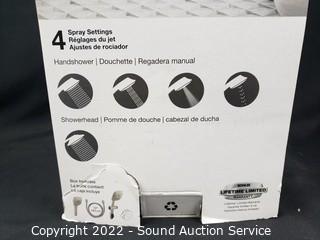 4 Spray Settings
Réglages du jet
Ajustes de rociador
Handshower | Douchette | Regadera manual
Showerhead | Pomme de douche | cabezal de ducha
Box Includes
LIFETIME LIMITED
WARRANTY
Copyright 2022 - Sound Auction Service